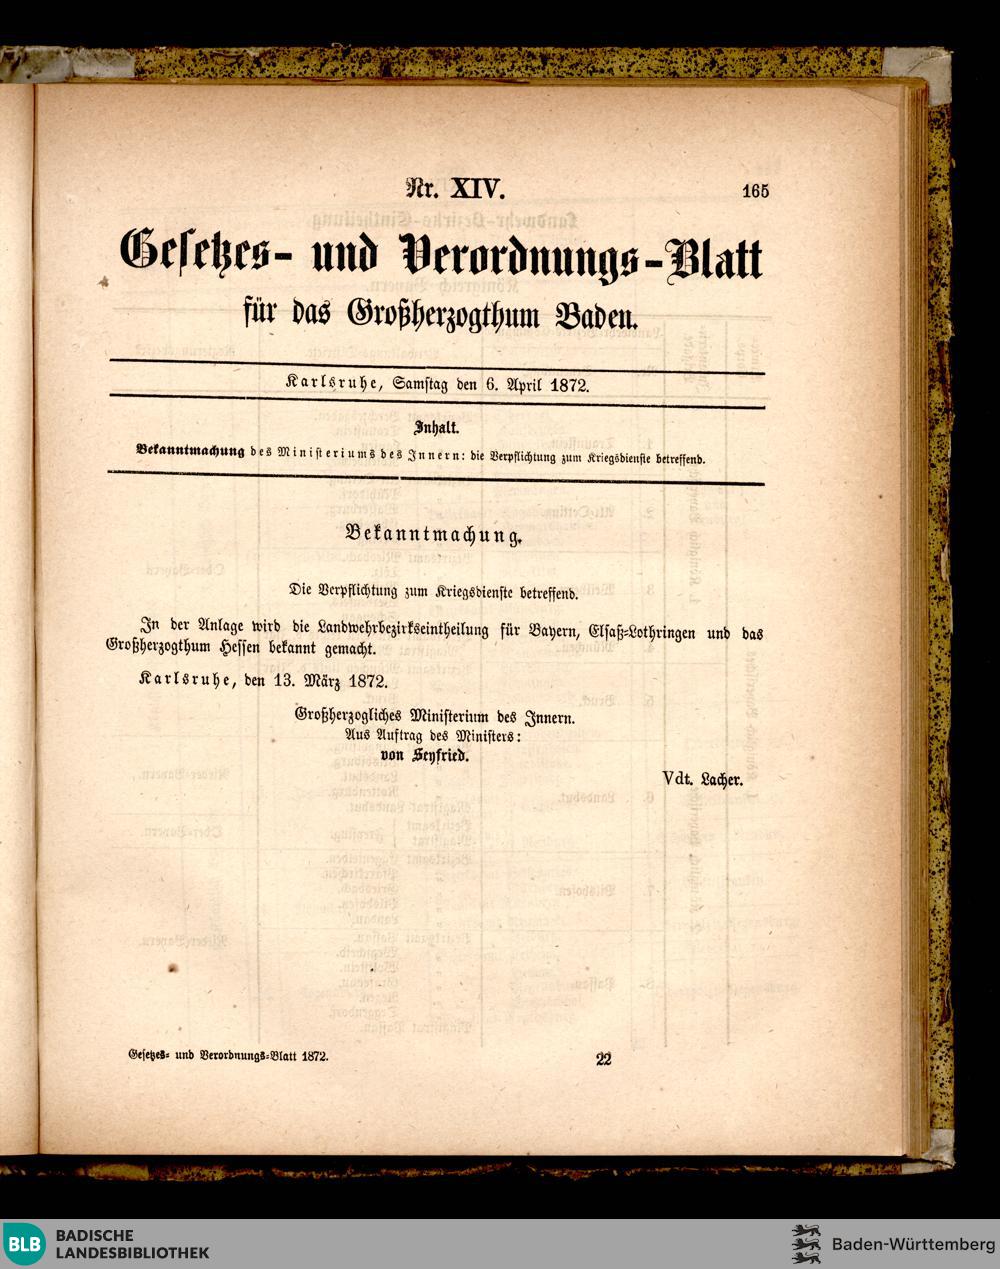 Nr. XIV.
165
Gesetzes- und Verordnungs-Blatt
für das Großherzogthum Baden.
Karlsruhe, Samstag den 6. April 1872.
Inhalt.
Bekanntmachung des Ministeriums des Innern: die Verpflichtung zum Kriegsdienste betreffend.
Bekanntmachung.
Die Verpflichtung zum Kriegsdienste betreffend.
In der Anlage wird die Landwehrbezirkseintheilung für Bayern, Elsaß-Lothringen und das
Großherzogthum Hessen bekannt gemacht.
Karlsruhe, den 13. März 1872.
Großherzogliches Ministerium des Innern.
Aus Auftrag des Ministers:
von Seyfried.
Vdt. Lacher.
Gesetzes- und Verordnungs-Blatt 1872.
22
BLB
BADISCHE
LANDESBIBLIOTHEK
Baden-Württemberg